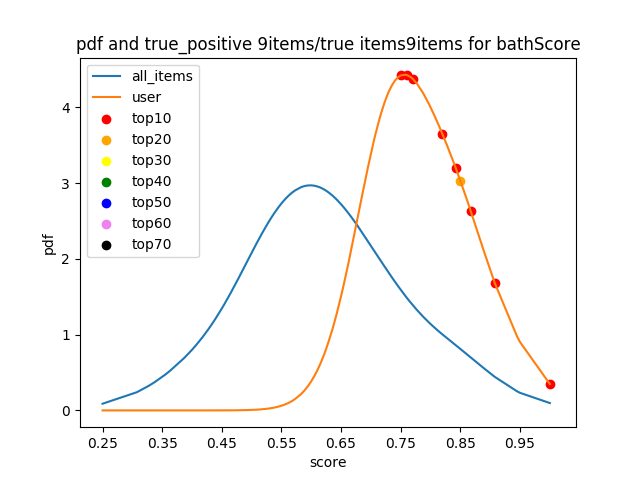 pdf and true_positive 9items/true items9items for bathScore
all_items
user
top10
top20
top30
top40
top50
top60
top70
pdf
4
3
2
1
0
0.25 0.35 0.45 0.55 0.65 0.75 0.85 0.95
score